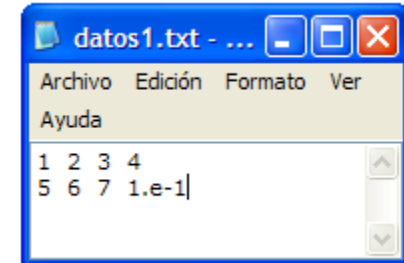 datos1.txt - ...
Archivo Edición Formato Ver
Ayuda
1 2 3 4
5 6 7 1.e-1